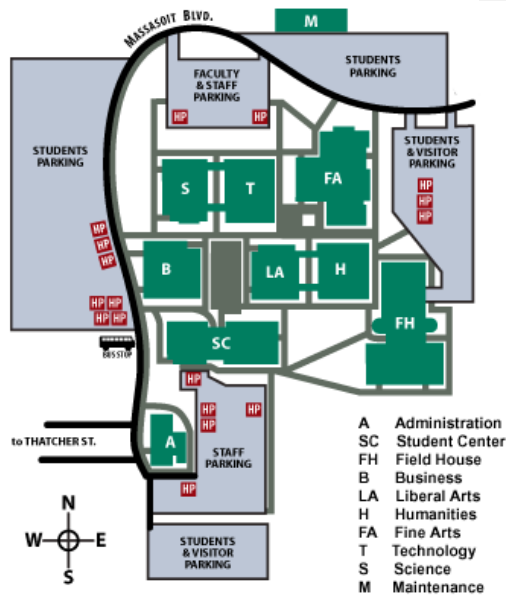 MASSASOIT BLVD.
M
STUDENTS
PARKING
FACULTY
& STAFF
PARKING
HP
HP
STUDENTS
PARKING
STUDENTS
& VISITOR
PARKING
HP
HP
HP
S
T
FA
HP
HP
HP
B
LA
H
HP HP
HP HP
FH
SC
BUS STOP
HP
HP
HP
HP
A
STAFF
PARKING
HP
to THATCHER ST.
STUDENTS
& VISITOR
PARKING
N
W
E
S
A Administration
SC Student Center
FH Field House
B Business
LA Liberal Arts
H Humanities
FA Fine Arts
T Technology
S Science
M Maintenance